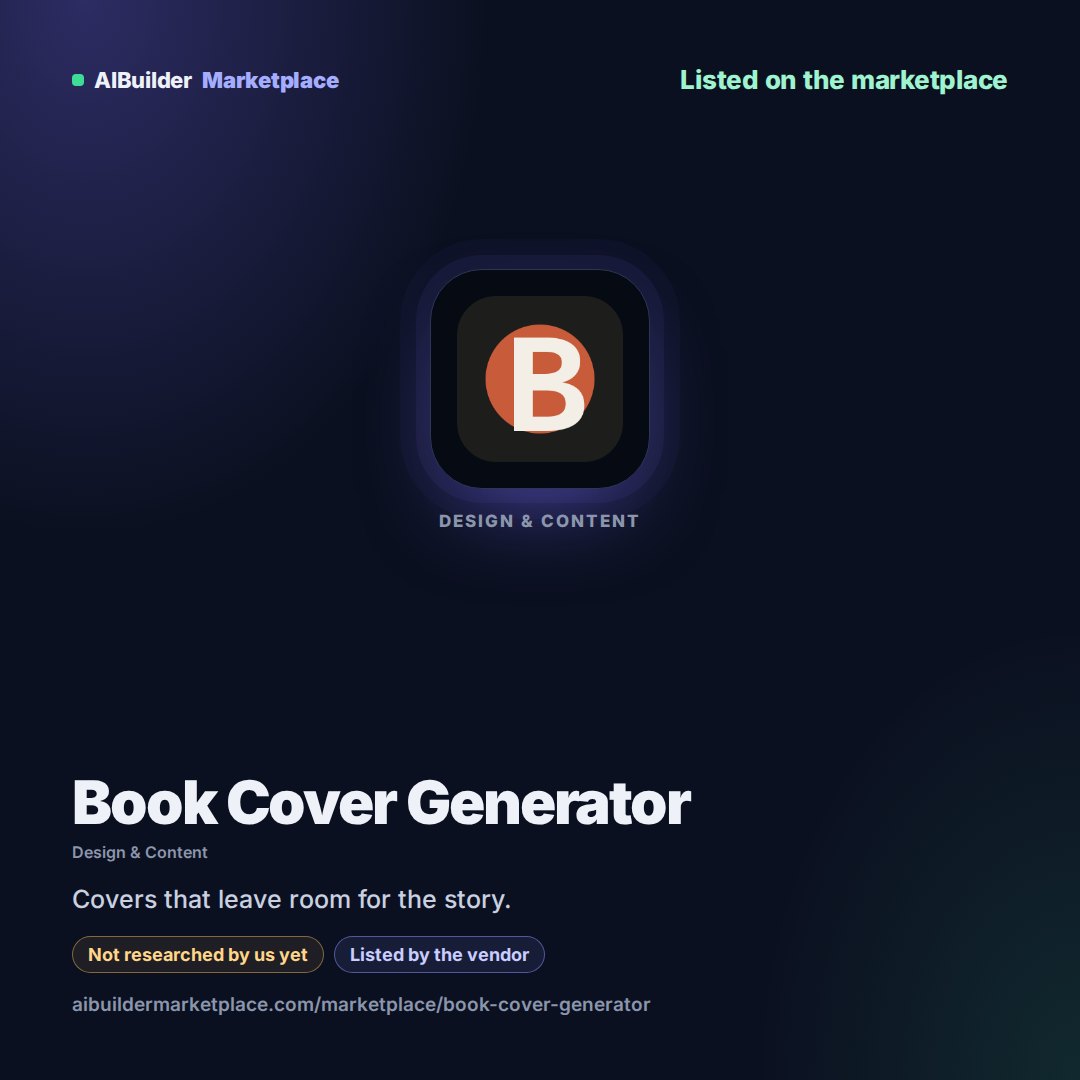 AIBuilder Marketplace
Listed on the marketplace
B
DESIGN & CONTENT
Book Cover Generator
Design & Content
Covers that leave room for the story.
Not researched by us yet
Listed by the vendor
aibuildermarketplace.com/marketplace/book-cover-generator